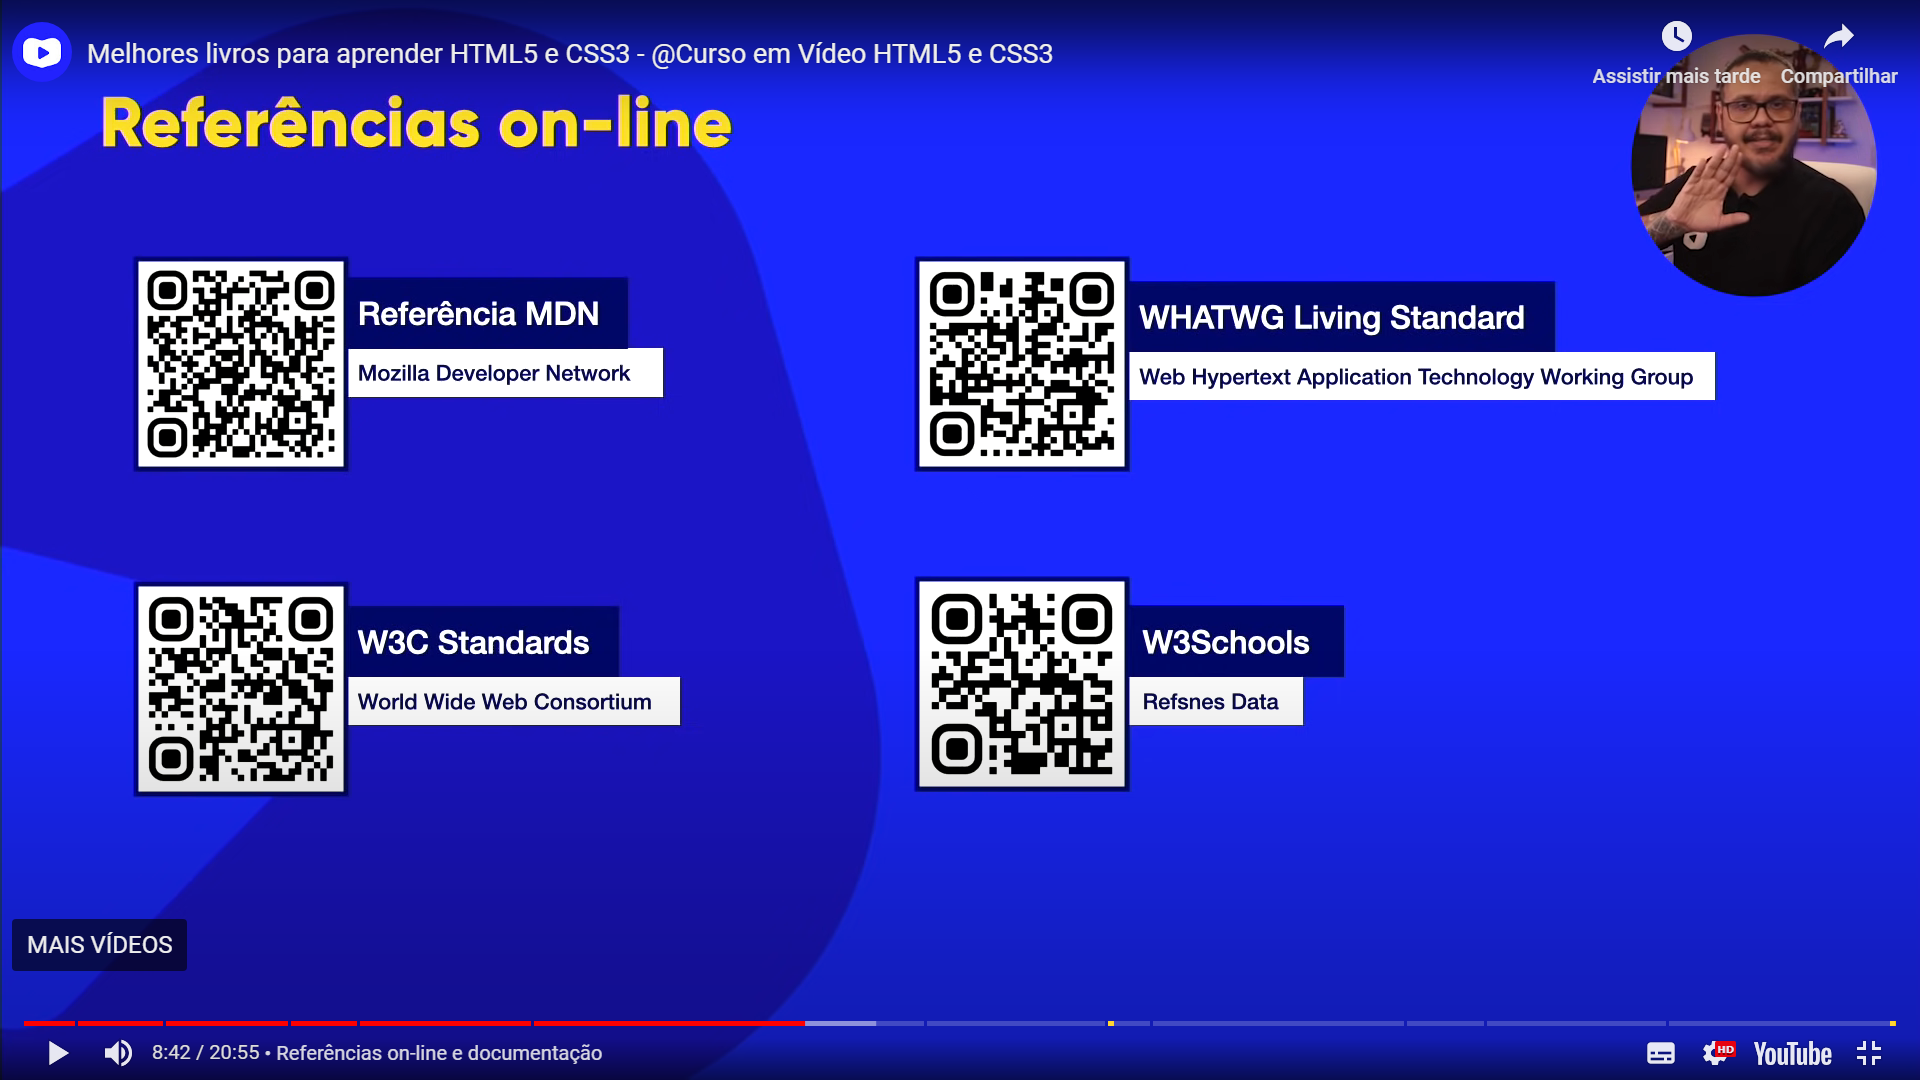 Melhores livros para aprender HTML5 e CSS3 - @Curso em Vídeo HTML5 e CSS3
Assistir mais tarde
Compartilhar
Referências on-line
Referência MDN
Mozilla Developer Network
WHATWG Living Standard
Web Hypertext Application Technology Working Group
W3C Standards
World Wide Web Consortium
W3Schools
Refsnes Data
MAIS VÍDEOS
8:42 / 20:55 • Referências on-line e documentação
HD
YouTube